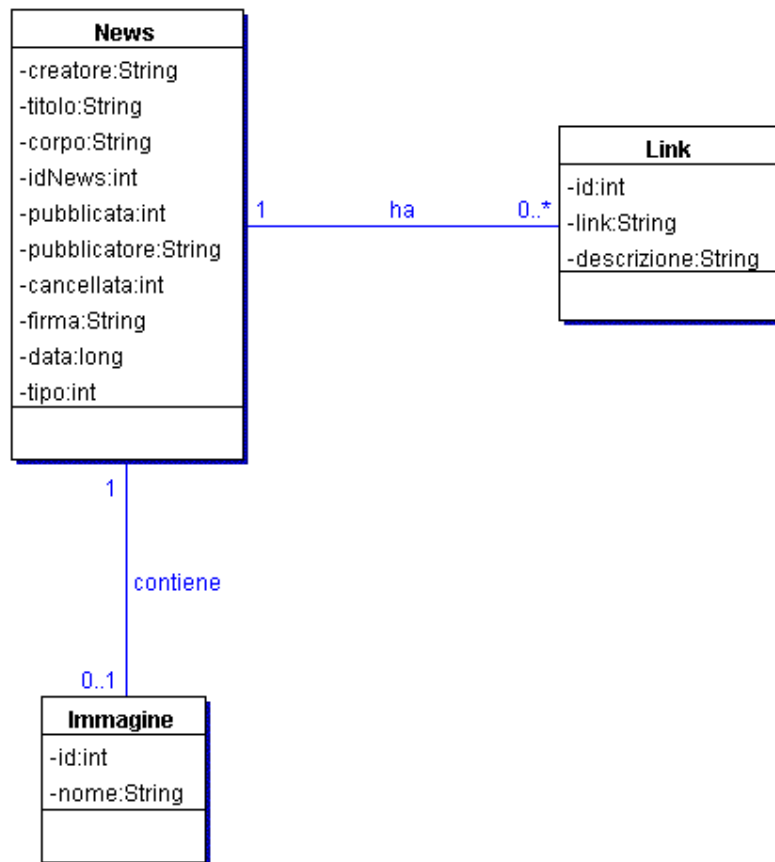 News
-creatore:String
-titolo:String
-corpo:String
-idNews:int
-pubblicata:int
-pubblicatore:String
-cancellata:int
-firma:String
-data:long
-tipo:int
1 ha 0..*
Link
-id:int
-link:String
-descrizione:String
1
contiene
0..1
Immagine
-id:int
-nome:String